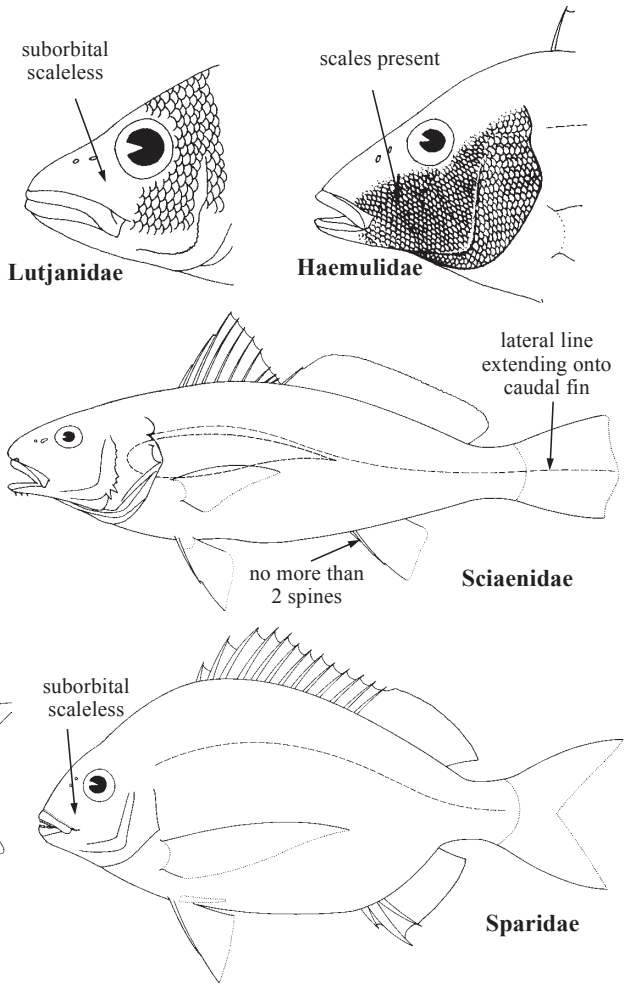 suborbital
scaleless
scales present
Lutjanidae
Haemulidae
lateral line
extending onto
caudal fin
no more than
2 spines
Sciaenidae
suborbital
scaleless
Sparidae